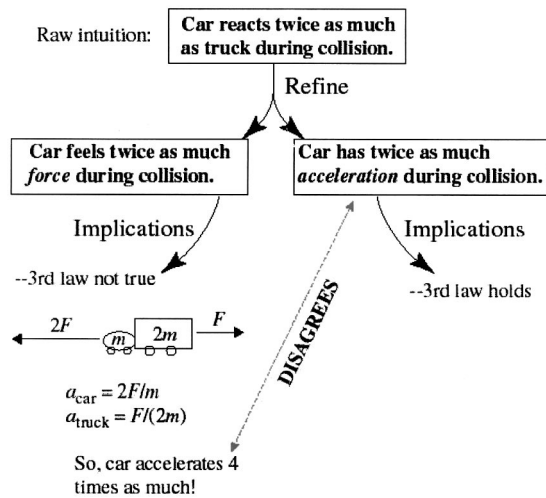 Raw intuition:
Car reacts twice as much
as truck during collision.
Refine
Car feels twice as much
force during collision.
Car has twice as much
acceleration during collision.
Implications
Implications
--3rd law not true
--3rd law holds
2F
m
2m
F
DISAGREES
a_car = 2F/m
a_truck = F/(2m)
So, car accelerates 4
times as much!